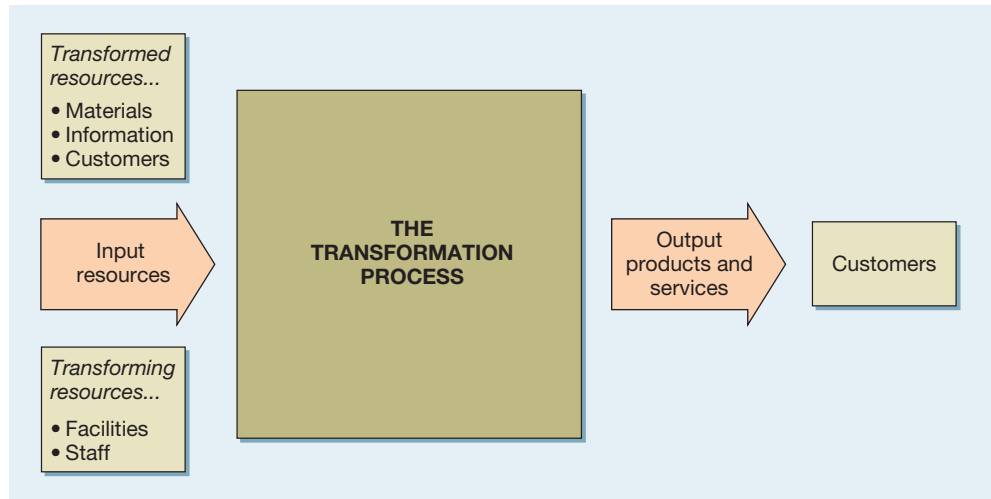 Transformed
resources...
• Materials
• Information
• Customers
Input
resources
Transforming
resources...
• Facilities
• Staff
THE
TRANSFORMATION
PROCESS
Output
products and
services
Customers